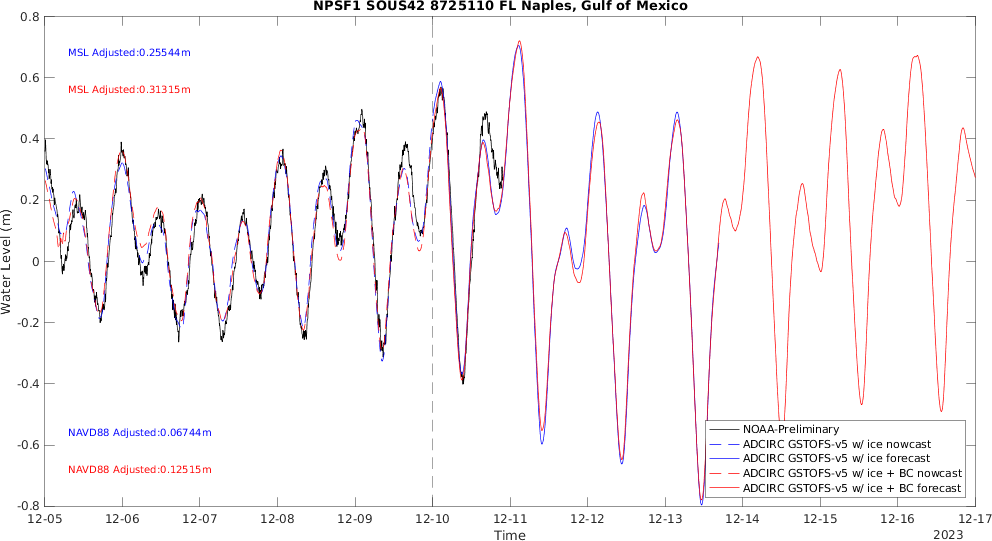 NPSF1 SOUS42 8725110 FL Naples, Gulf of Mexico
0.8
0.6
0.4
0.2
0
-0.2
-0.4
-0.6
-0.8
Water Level (m)
MSL Adjusted:0.25544m
MSL Adjusted:0.31315m
NAVD88 Adjusted:0.06744m
NAVD88 Adjusted:0.12515m
NOAA-Preliminary
ADCIRC GSTOFS-v5 w/ ice nowcast
ADCIRC GSTOFS-v5 w/ ice forecast
ADCIRC GSTOFS-v5 w/ ice + BC nowcast
ADCIRC GSTOFS-v5 w/ ice + BC forecast
12-05 12-06 12-07 12-08 12-09 12-10 12-11 12-12 12-13 12-14 12-15 12-16 12-17
Time
2023